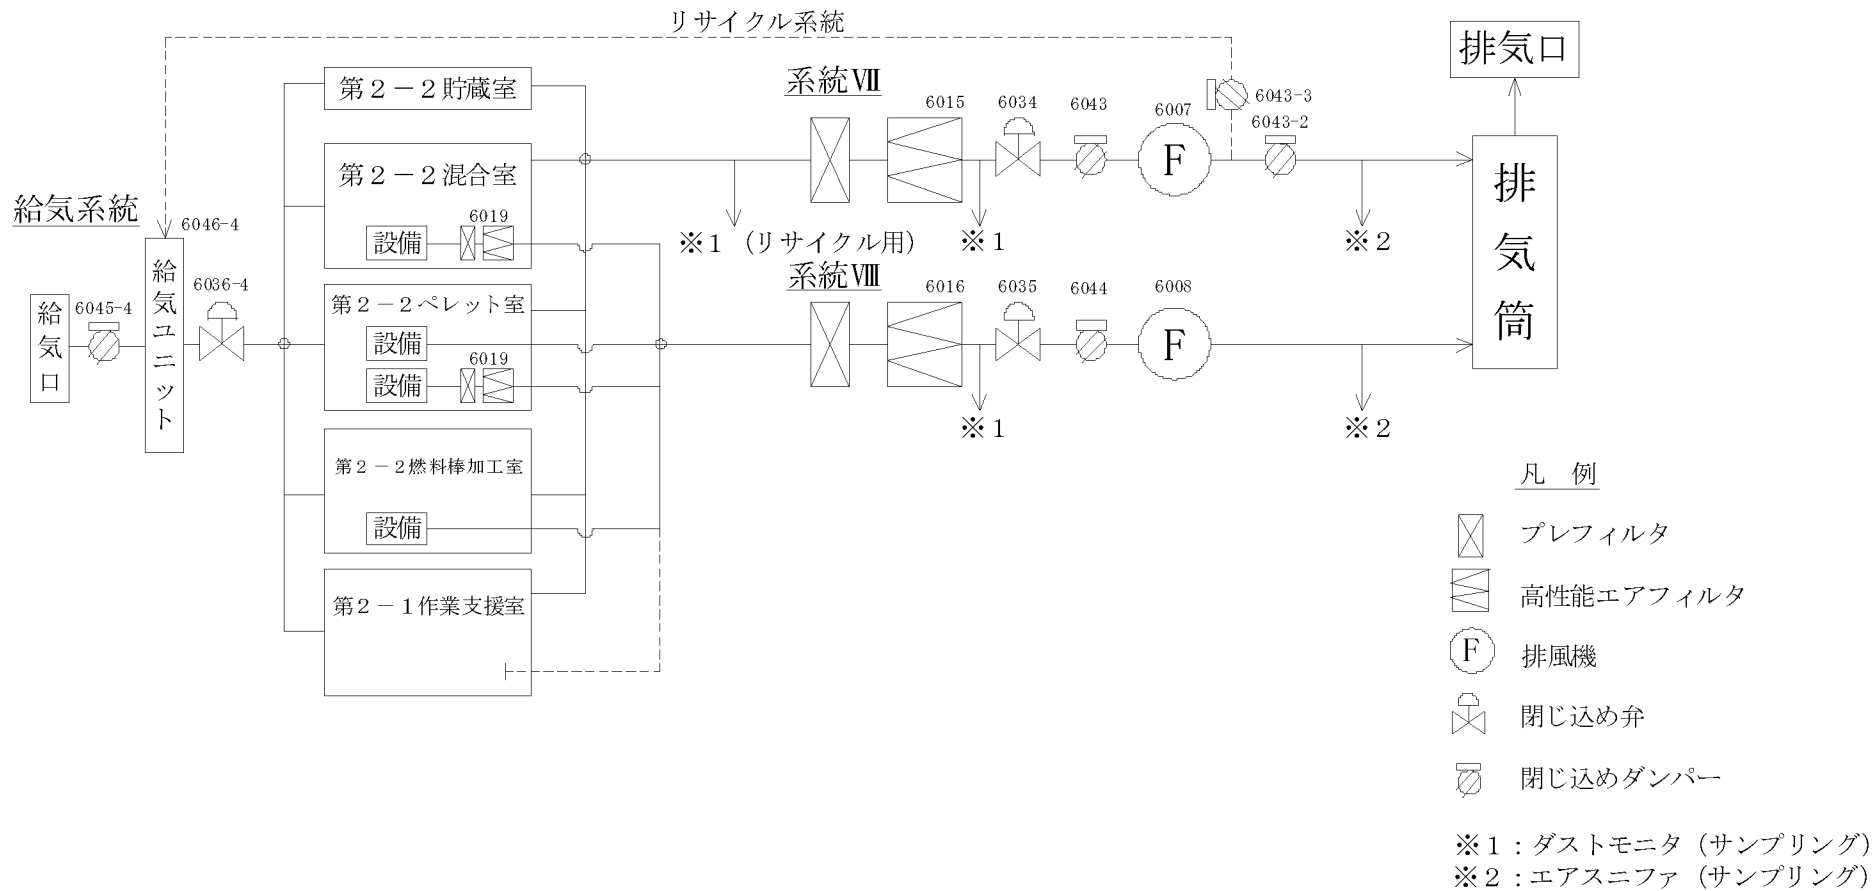 リサイクル系統
排気口
系統Ⅶ
6015
6034
6043
6007
6043-3
6043-2
F
第２－２貯蔵室
第２－２混合室
設備
6019
※１（リサイクル用）
※１
※２
排気筒
給気系統
6046-4
給気ユニット
6036-4
給気口
6045-4
系統Ⅷ
6016
6035
6044
6008
F
第２－２ペレット室
設備
設備
6019
※１
※２
第２－２燃料棒加工室
設備
第２－１作業支援室
凡　例
プレフィルタ
高性能エアフィルタ
F
排風機
閉じ込め弁
閉じ込めダンパー
※１：ダストモニタ（サンプリング）
※２：エアスニファ（サンプリング）